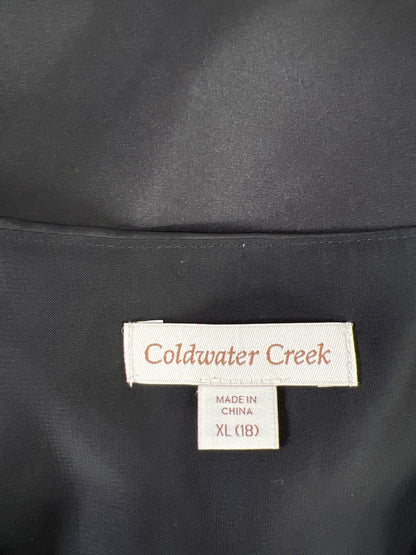 Coldwater Creek
MADE IN
CHINA
XL (18)